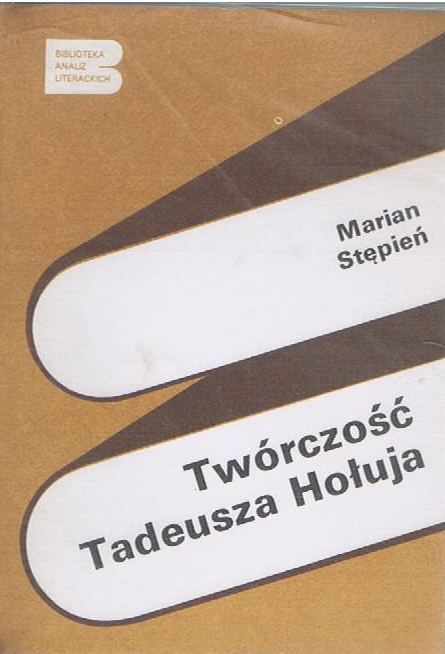 BIBLIOTEKA
ANALIZ
LITERACKICH
Marian
Stępień
Twórczość
Tadeusza Hołuja